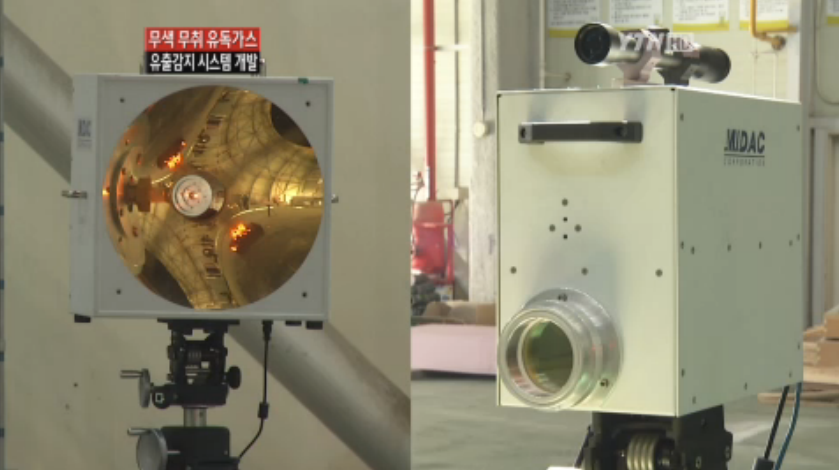 무색 무취 유독가스
유출감지 시스템 개발
YTN HD
MIDAC
CORPORATION